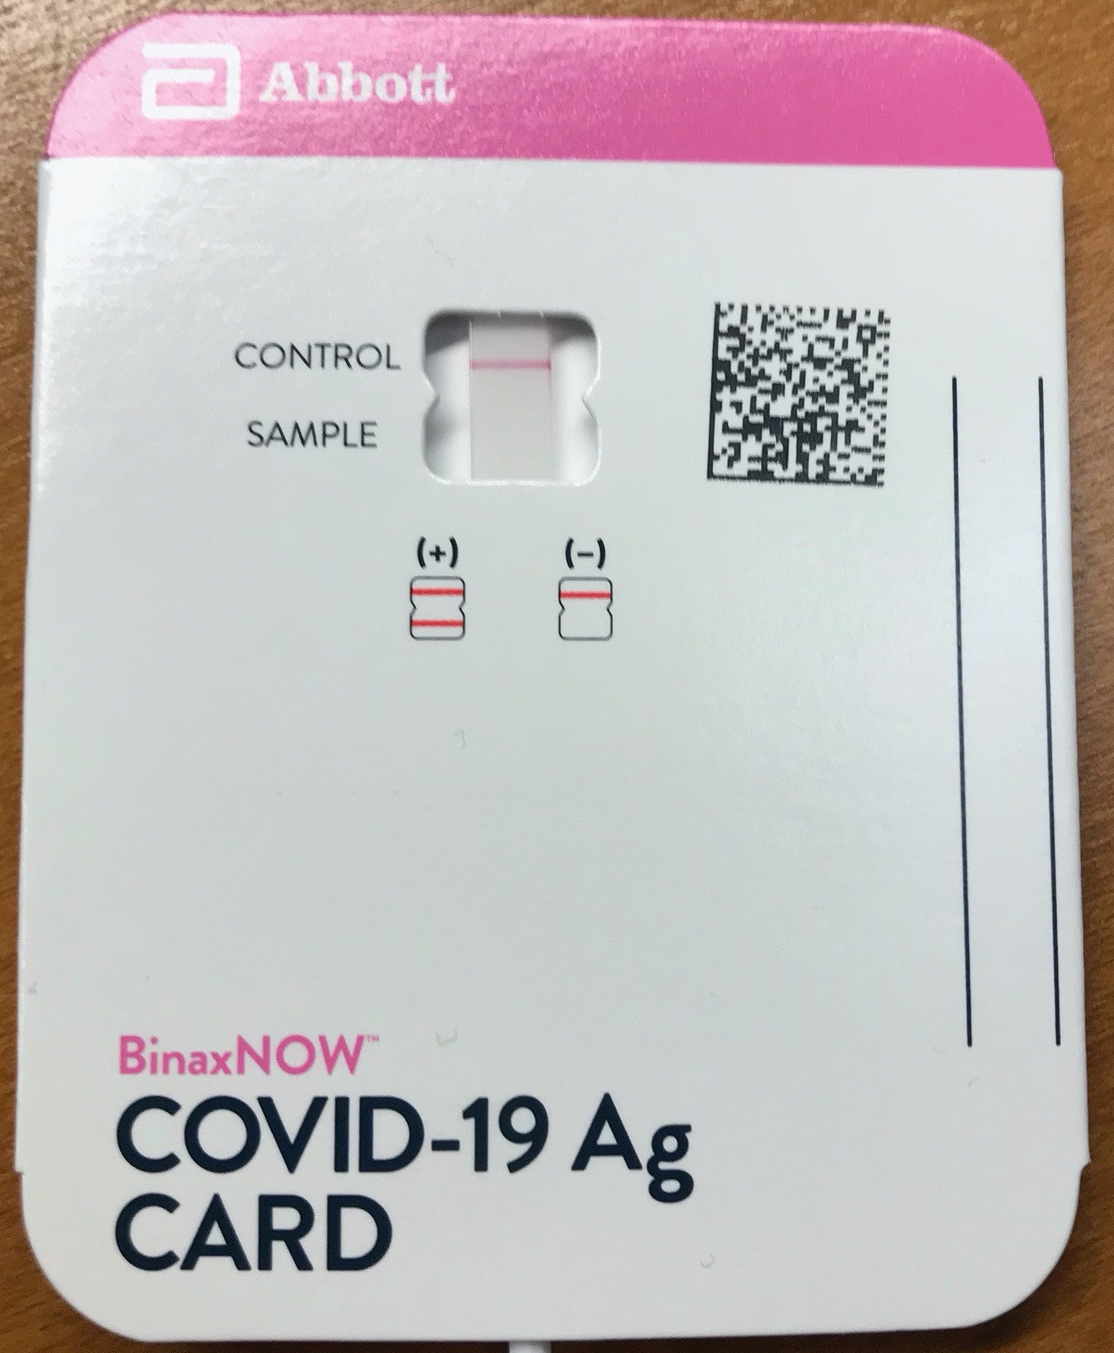 Abbott
CONTROL
SAMPLE
(+) (−)
BinaxNOW™
COVID-19 Ag
CARD